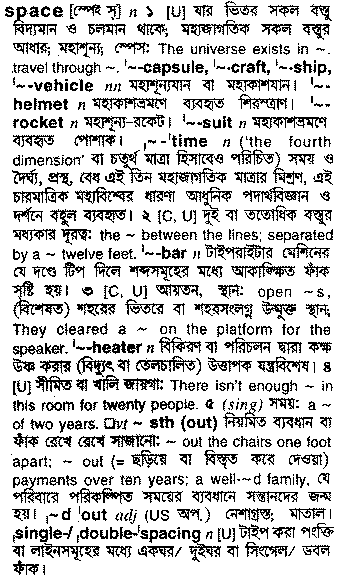 space [স্পেইস্] n ১ [U] যার ভিতর সকল বস্তু
বিদ্যমান ও চলমান থাকে; মহাজাগতিক সকল বস্তুর
আধার; মহাশূন্য; স্পেস: The universe exists in ~.
travel through ~. '~-capsule, '~-craft, '~-ship,
'~-vehicle nn মহাশূন্যযান বা মহাকাশযান। '~-
helmet n মহাকাশভ্রমণে ব্যবহৃত শিরস্ত্রাণ। '~-
rocket n মহাশূন্য-রকেট। '~-suit n মহাকাশভ্রমণে
ব্যবহৃত পোশাক। ˌ~-'time n ('the fourth
dimension' বা চতুর্থ মাত্রা হিসাবেও পরিচিত) সময় ও
দৈর্ঘ্য, প্রস্থ, বেধ এই তিন মহাজাগতিক মাত্রার মিশ্রণ, এই
চারমাত্রিক মহাবিশ্বের ধারণা আধুনিক পদার্থবিজ্ঞান ও
দর্শনে বহুল ব্যবহৃত। ২ [C, U] দুই বা ততোধিক বস্তুর
মধ্যকার দূরত্ব: the ~ between the lines; separated
by a ~ twelve feet. '~-bar n টাইপরাইটার মেশিনের
যে দণ্ডে টিপ দিলে শব্দসমূহের মধ্যে আকাঙ্ক্ষিত ফাঁক
সৃষ্টি হয়। ৩ [C, U] আয়তন, স্থান: open ~s,
(বিশেষত) শহরের ভিতরে বা শহরসংলগ্ন উন্মুক্ত স্থান;
They cleared a ~ on the platform for the
speaker. '~-heater n বিকিরণ বা পরিচলন দ্বারা কক্ষ
উষ্ণ করার (বিদ্যুৎ বা তেলচালিত) উত্তাপক যন্ত্রবিশেষ। ৪
[U] সীমিত বা খালি জায়গা: There isn't enough ~ in
this room for twenty people. ৫ (sing) সময়: a ~
of two years. □vt ~ sth (out) নিয়মিত ব্যবধান বা
ফাঁক রেখে রেখে সাজানো: ~ out the chairs one foot
apart; ~ out (= ছড়িয়ে বা বিস্তৃত করে দেওয়া)
payments over ten years; a well-~d family, যে
পরিবারে পরিকল্পিত সময়ের ব্যবধানে সন্তানদের জন্ম
হয়। ˌ~d 'out adj (US অপ.) নেশাগ্রস্ত; মাতাল।
ˌsingle-/ ˌdouble-'spacing n [U] টাইপ করা পংক্তি
বা লাইনসমূহের মধ্যে একঘর/ দুইঘর বা সিংগেল/ ডবল
ফাঁক।